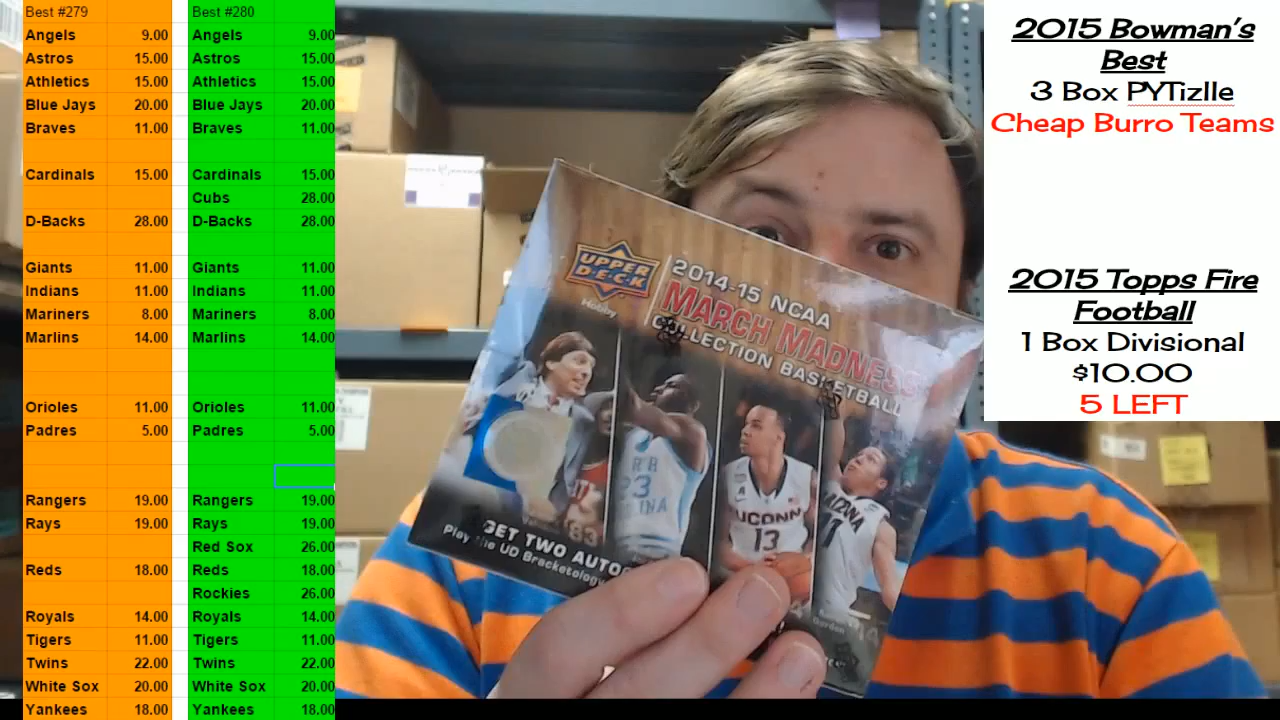 Best #279
Angels 9.00
Astros 15.00
Athletics 15.00
Blue Jays 20.00
Braves 11.00
Cardinals 15.00
D-Backs 28.00
Giants 11.00
Indians 11.00
Mariners 8.00
Marlins 14.00
Orioles 11.00
Padres 5.00
Rangers 19.00
Rays 19.00
Reds 18.00
Royals 14.00
Tigers 11.00
Twins 22.00
White Sox 20.00
Yankees 18.00
Best #280
Angels 9.00
Astros 15.00
Athletics 15.00
Blue Jays 20.00
Braves 11.00
Cardinals 15.00
Cubs 28.00
D-Backs 28.00
Giants 11.00
Indians 11.00
Mariners 8.00
Marlins 14.00
Orioles 11.00
Padres 5.00
Rangers 19.00
Rays 19.00
Red Sox 26.00
Reds 18.00
Rockies 26.00
Royals 14.00
Tigers 11.00
Twins 22.00
White Sox 20.00
Yankees 18.00
UPPER
DECK
Hobby
2014-15 NCAA
MARCH MADNESS
COLLECTION BASKETBALL
23
UCONN
13
ARIZONA
1
33
GET TWO AUTO
Play the UD Bracketology
Gordon
2015 Bowman's
Best
3 Box PYTizlle
Cheap Burro Teams
2015 Topps Fire
Football
1 Box Divisional
$10.00
5 LEFT